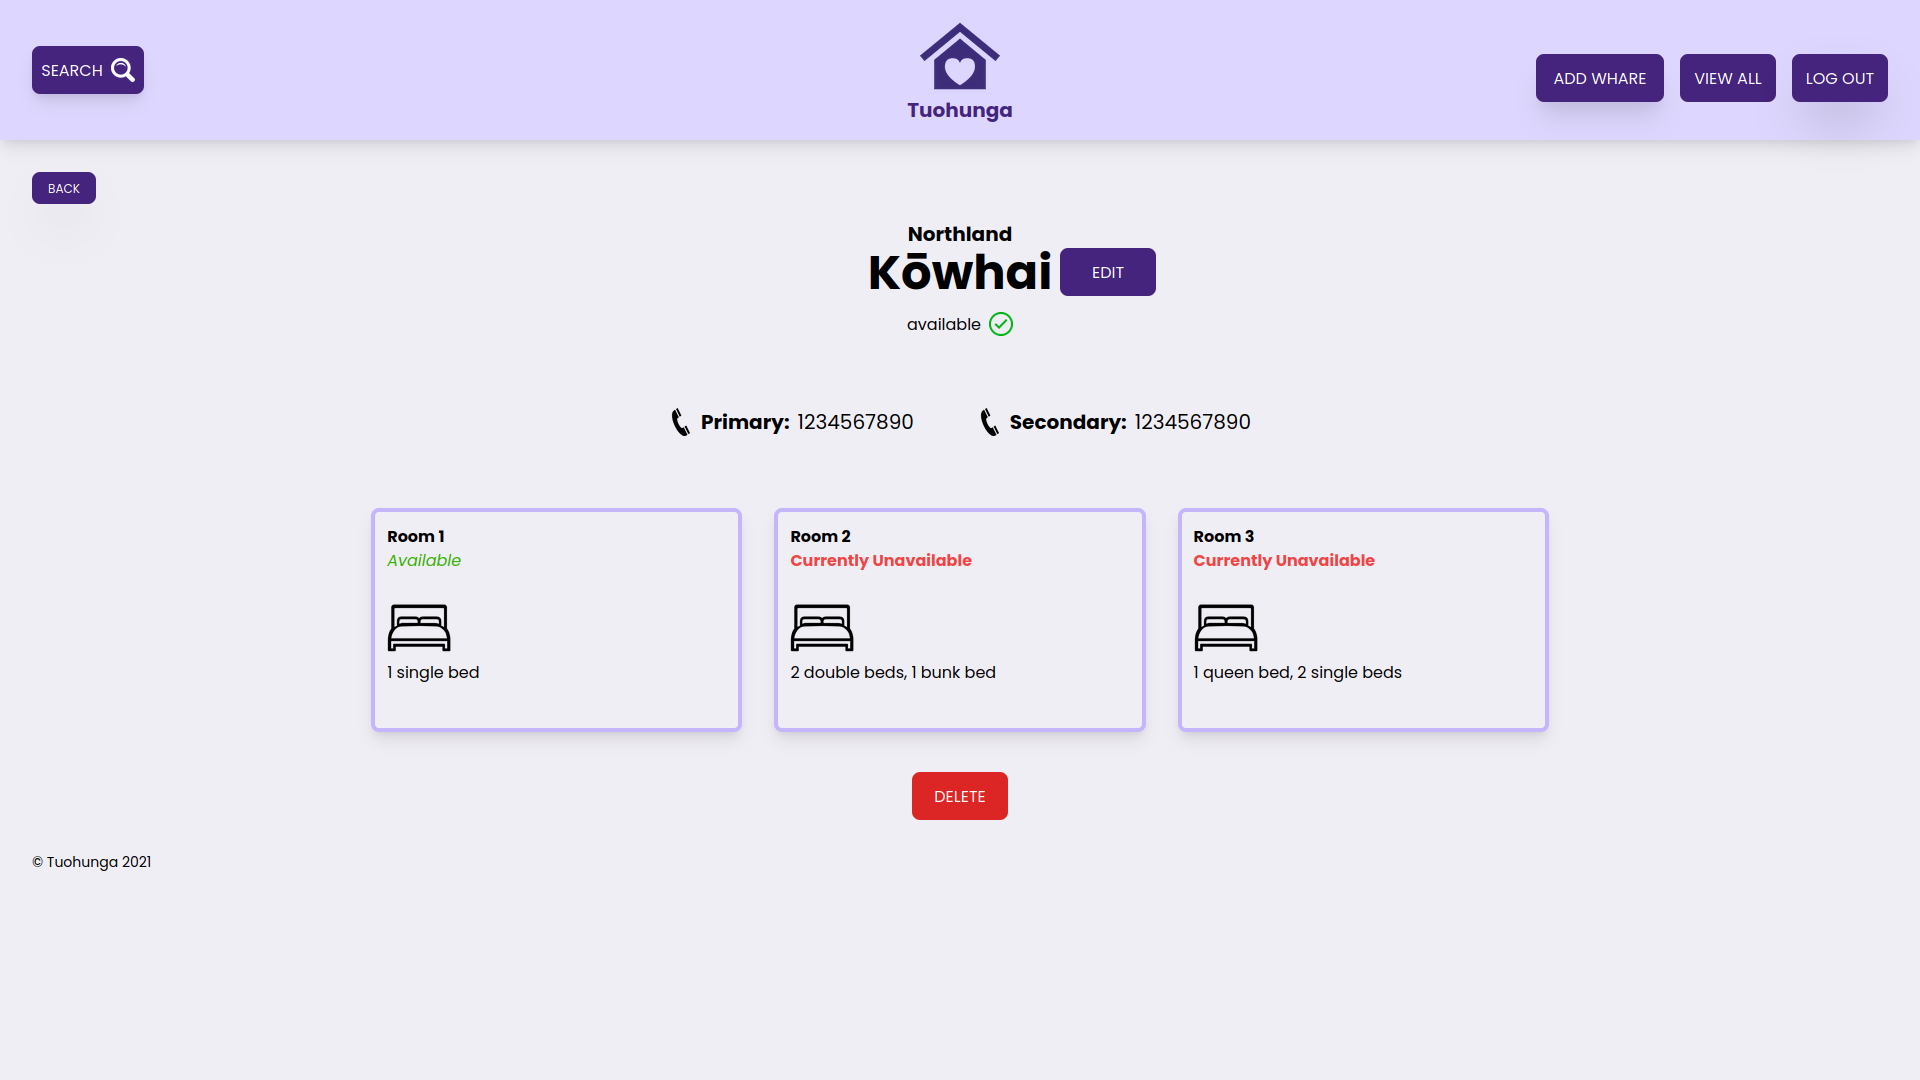 SEARCH
Tuohunga
ADD WHARE
VIEW ALL
LOG OUT
BACK
Northland
Kōwhai
EDIT
available
Primary: 1234567890
Secondary: 1234567890
Room 1
Available
1 single bed
Room 2
Currently Unavailable
2 double beds, 1 bunk bed
Room 3
Currently Unavailable
1 queen bed, 2 single beds
DELETE
© Tuohunga 2021